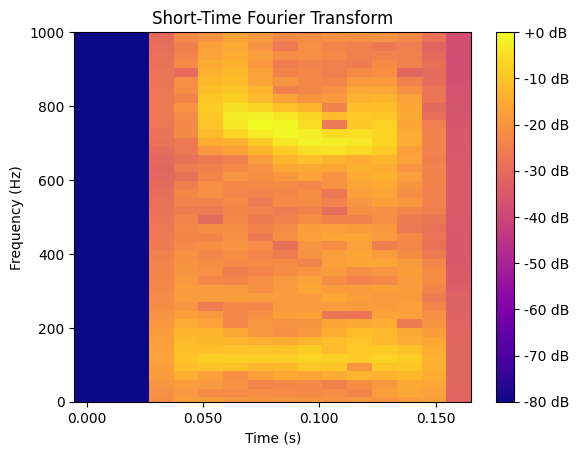 Short-Time Fourier Transform
1000
800
600
400
200
0
Frequency (Hz)
0.000
0.050
0.100
0.150
Time (s)
+0 dB
-10 dB
-20 dB
-30 dB
-40 dB
-50 dB
-60 dB
-70 dB
-80 dB